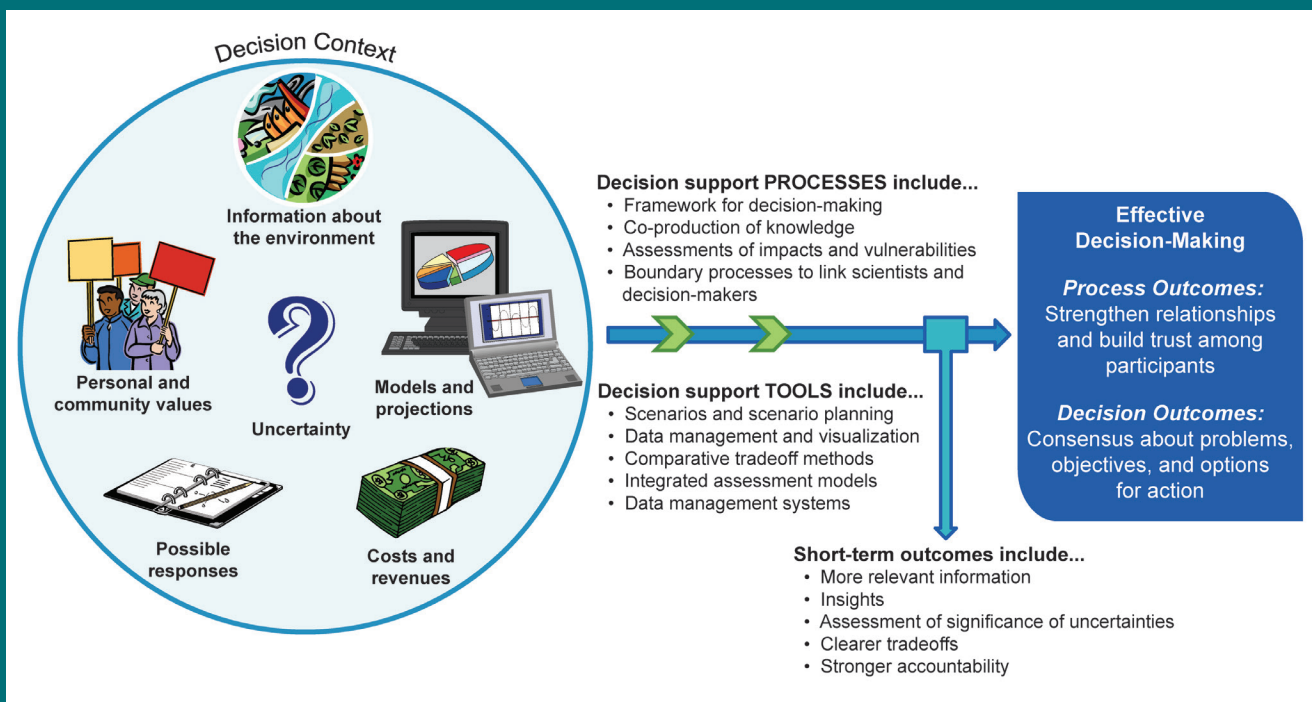 Decision Context
Information about
the environment
Personal and
community values
Uncertainty
Models and
projections
Possible
responses
Costs and
revenues
Decision support PROCESSES include...
• Framework for decision-making
• Co-production of knowledge
• Assessments of impacts and vulnerabilities
• Boundary processes to link scientists and
decision-makers
Decision support TOOLS include...
• Scenarios and scenario planning
• Data management and visualization
• Comparative tradeoff methods
• Integrated assessment models
• Data management systems
Short-term outcomes include...
• More relevant information
• Insights
• Assessment of significance of uncertainties
• Clearer tradeoffs
• Stronger accountability
Effective
Decision-Making
Process Outcomes:
Strengthen relationships
and build trust among
participants
Decision Outcomes:
Consensus about problems,
objectives, and options
for action